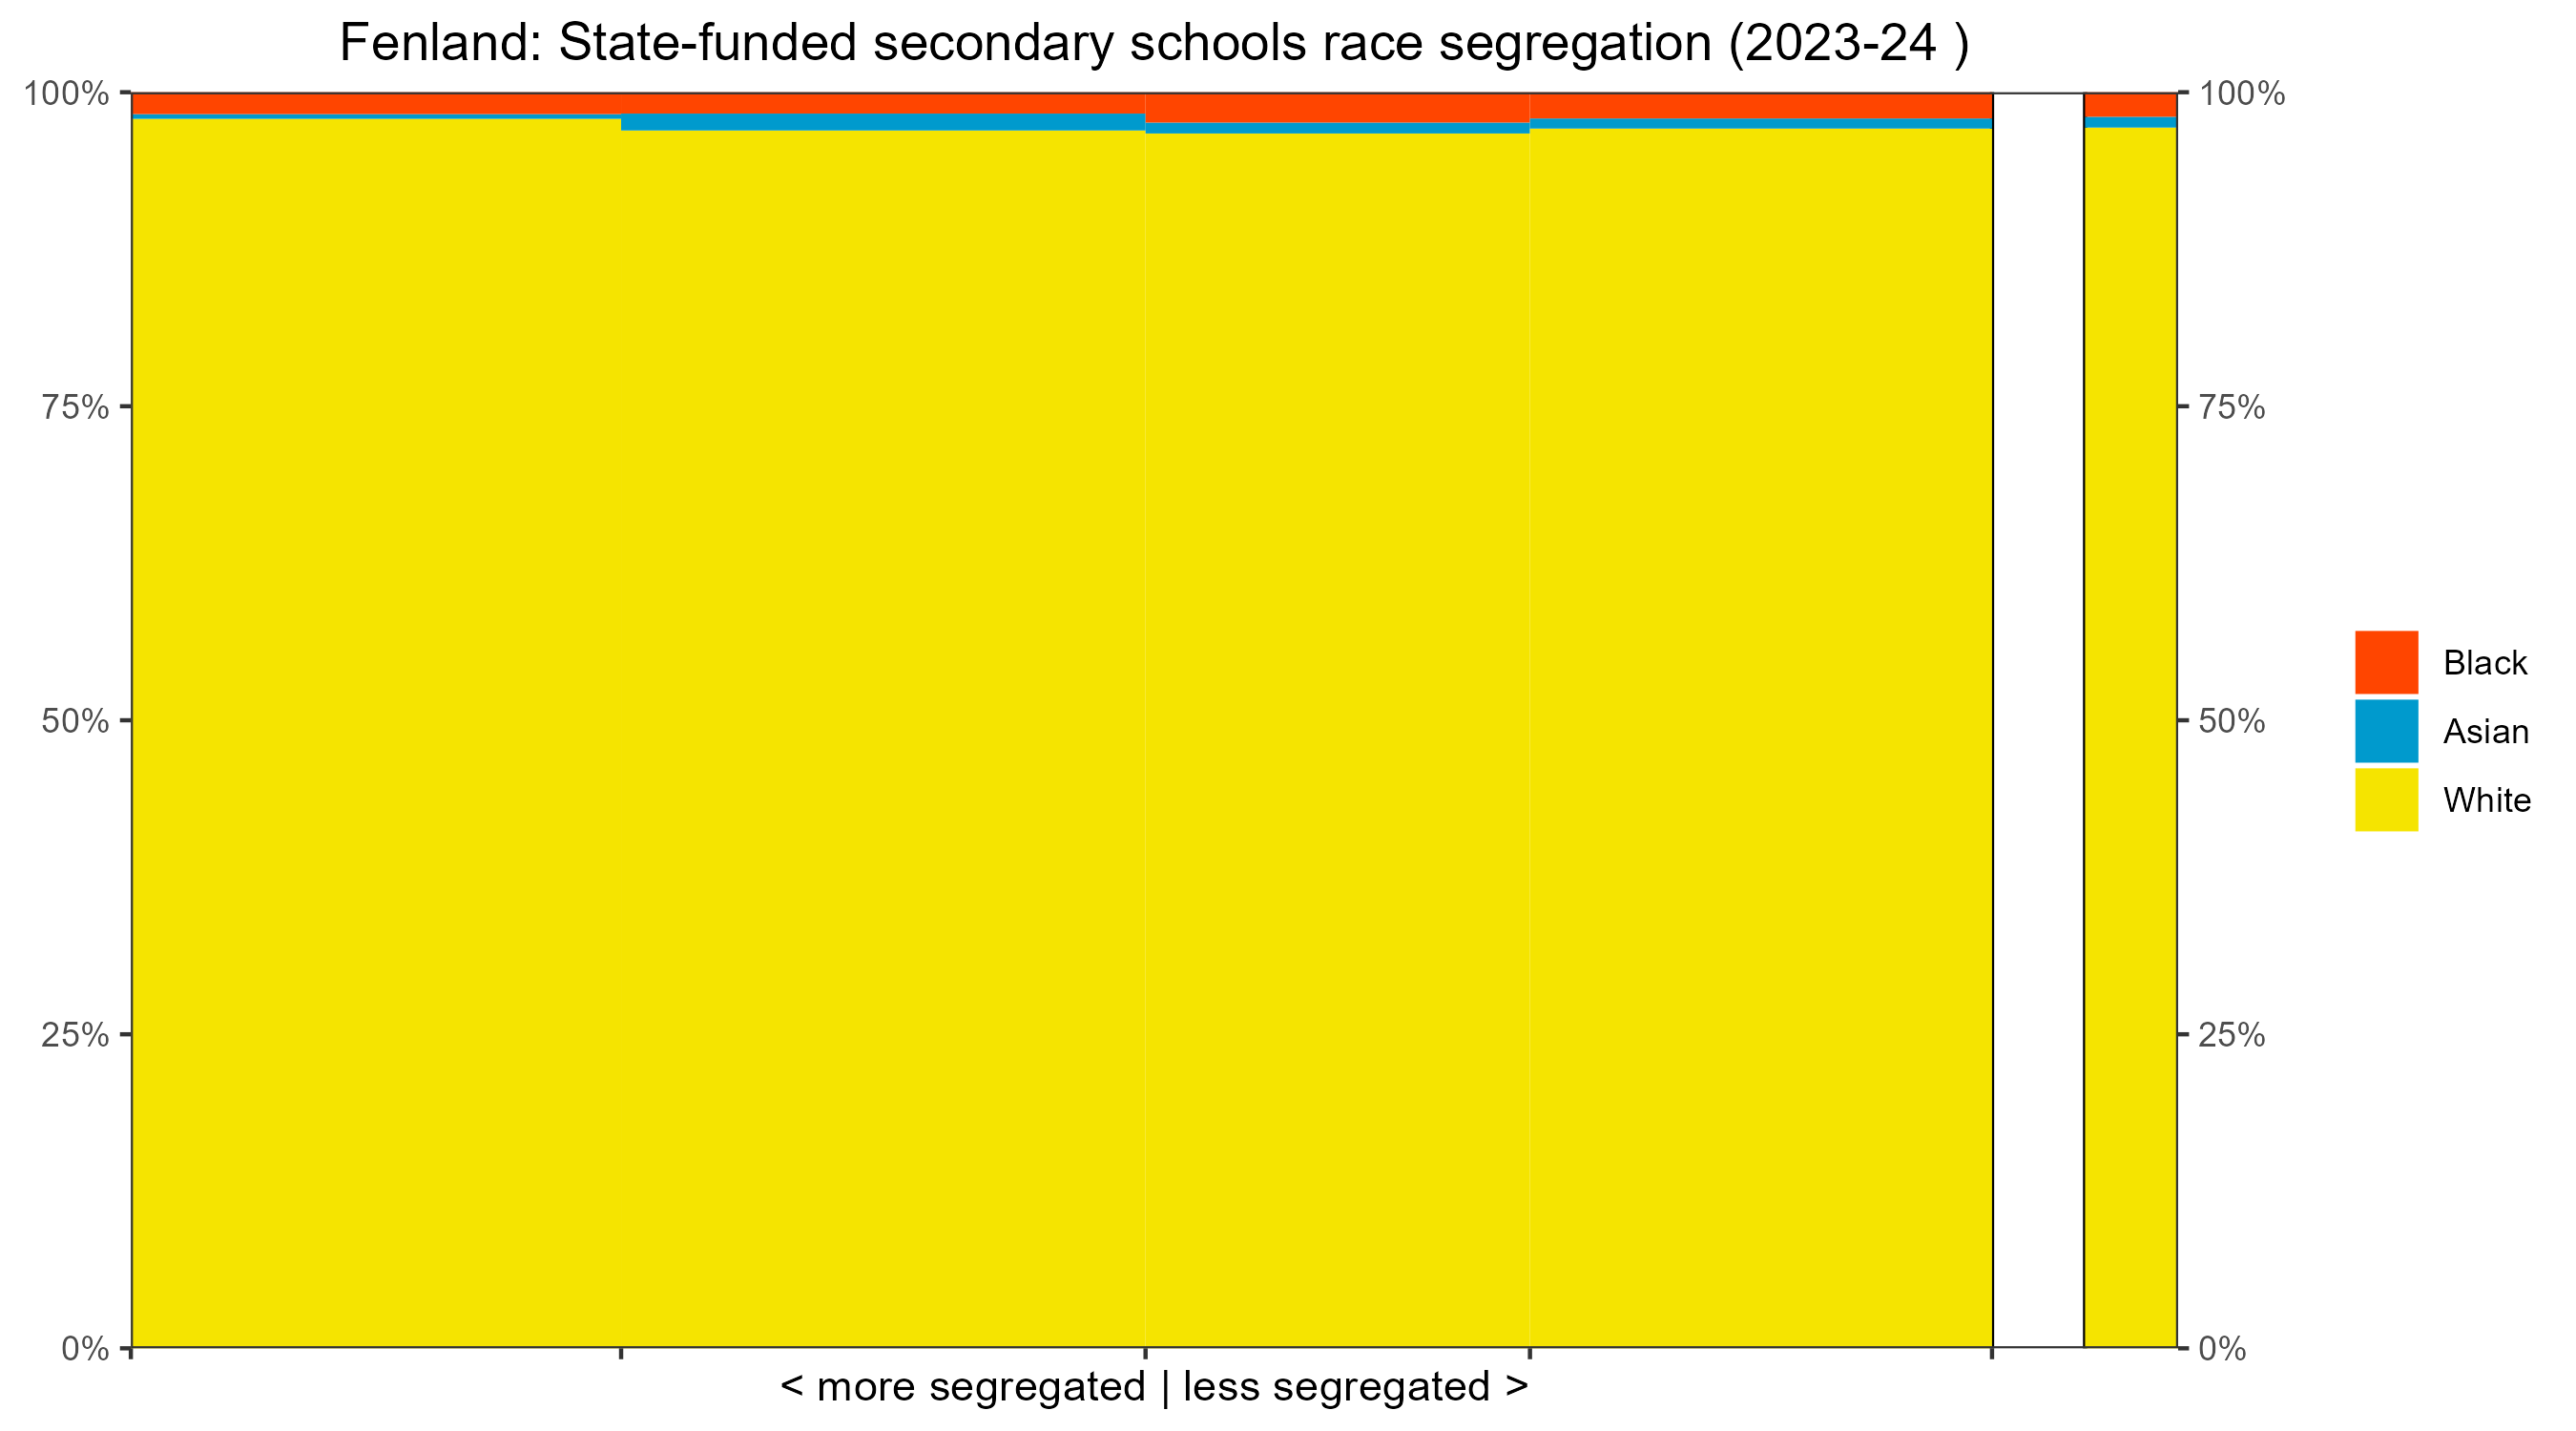 Fenland: State-funded secondary schools race segregation (2023-24 )
100%
75%
50%
25%
0%
100%
75%
50%
25%
0%
Black
Asian
White
< more segregated | less segregated >